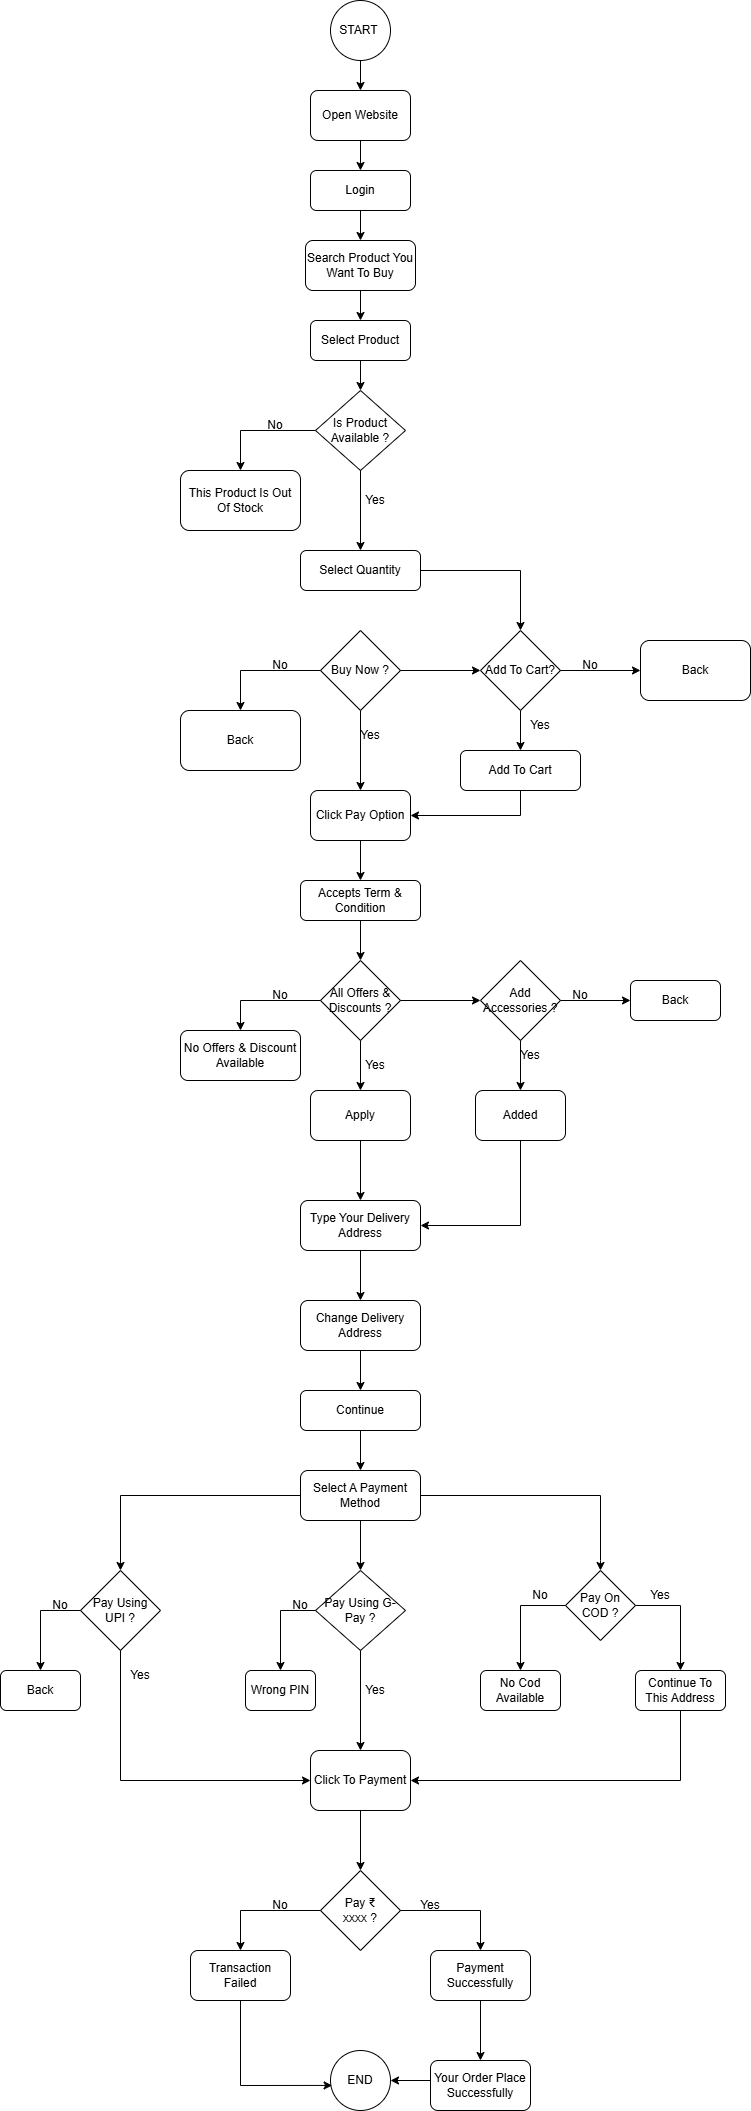 START
Open Website
Login
Search Product You
Want To Buy
Select Product
Is Product
Available ?
No
This Product Is Out
Of Stock
Yes
Select Quantity
No
Buy Now ?
Add To Cart?
No
Back
Back
Yes
Yes
Add To Cart
Click Pay Option
Accepts Term &
Condition
No
All Offers &
Discounts ?
Add
Accessories ?
No
Back
No Offers & Discount
Available
Yes
Yes
Apply
Added
Type Your Delivery
Address
Change Delivery
Address
Continue
Select A Payment
Method
No
Pay Using
UPI ?
No
Pay Using G-
Pay ?
No
Pay On
COD ?
Yes
Back
Yes
Wrong PIN
Yes
No Cod
Available
Continue To
This Address
Click To Payment
No
Pay ₹
xxxx ?
Yes
Transaction
Failed
Payment
Successfully
END
Your Order Place
Successfully